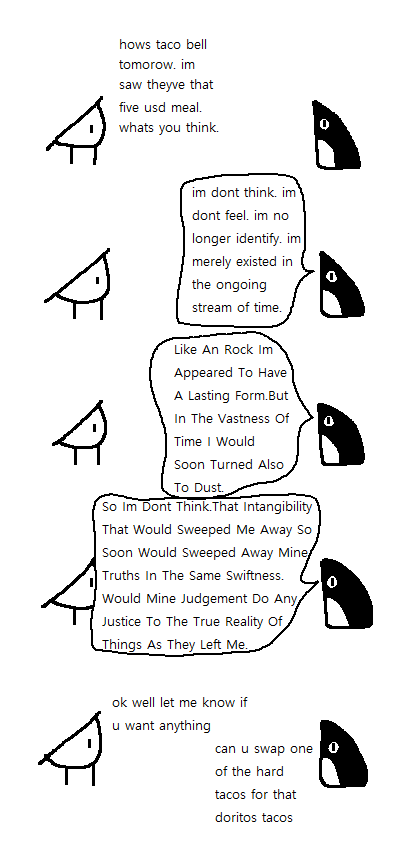 hows taco bell
tomorow. im
saw theyve that
five usd meal.
whats you think.
im dont think. im
dont feel. im no
longer identify. im
merely existed in
the ongoing
stream of time.
Like An Rock Im
Appeared To Have
A Lasting Form.But
In The Vastness Of
Time I Would
Soon Turned Also
To Dust.
So Im Dont Think.That Intangibility
That Would Sweeped Me Away So
Soon Would Sweeped Away Mine
Truths In The Same Swiftness.
Would Mine Judgement Do Any
Justice To The True Reality Of
Things As They Left Me.
ok well let me know if
u want anything
can u swap one
of the hard
tacos for that
doritos tacos